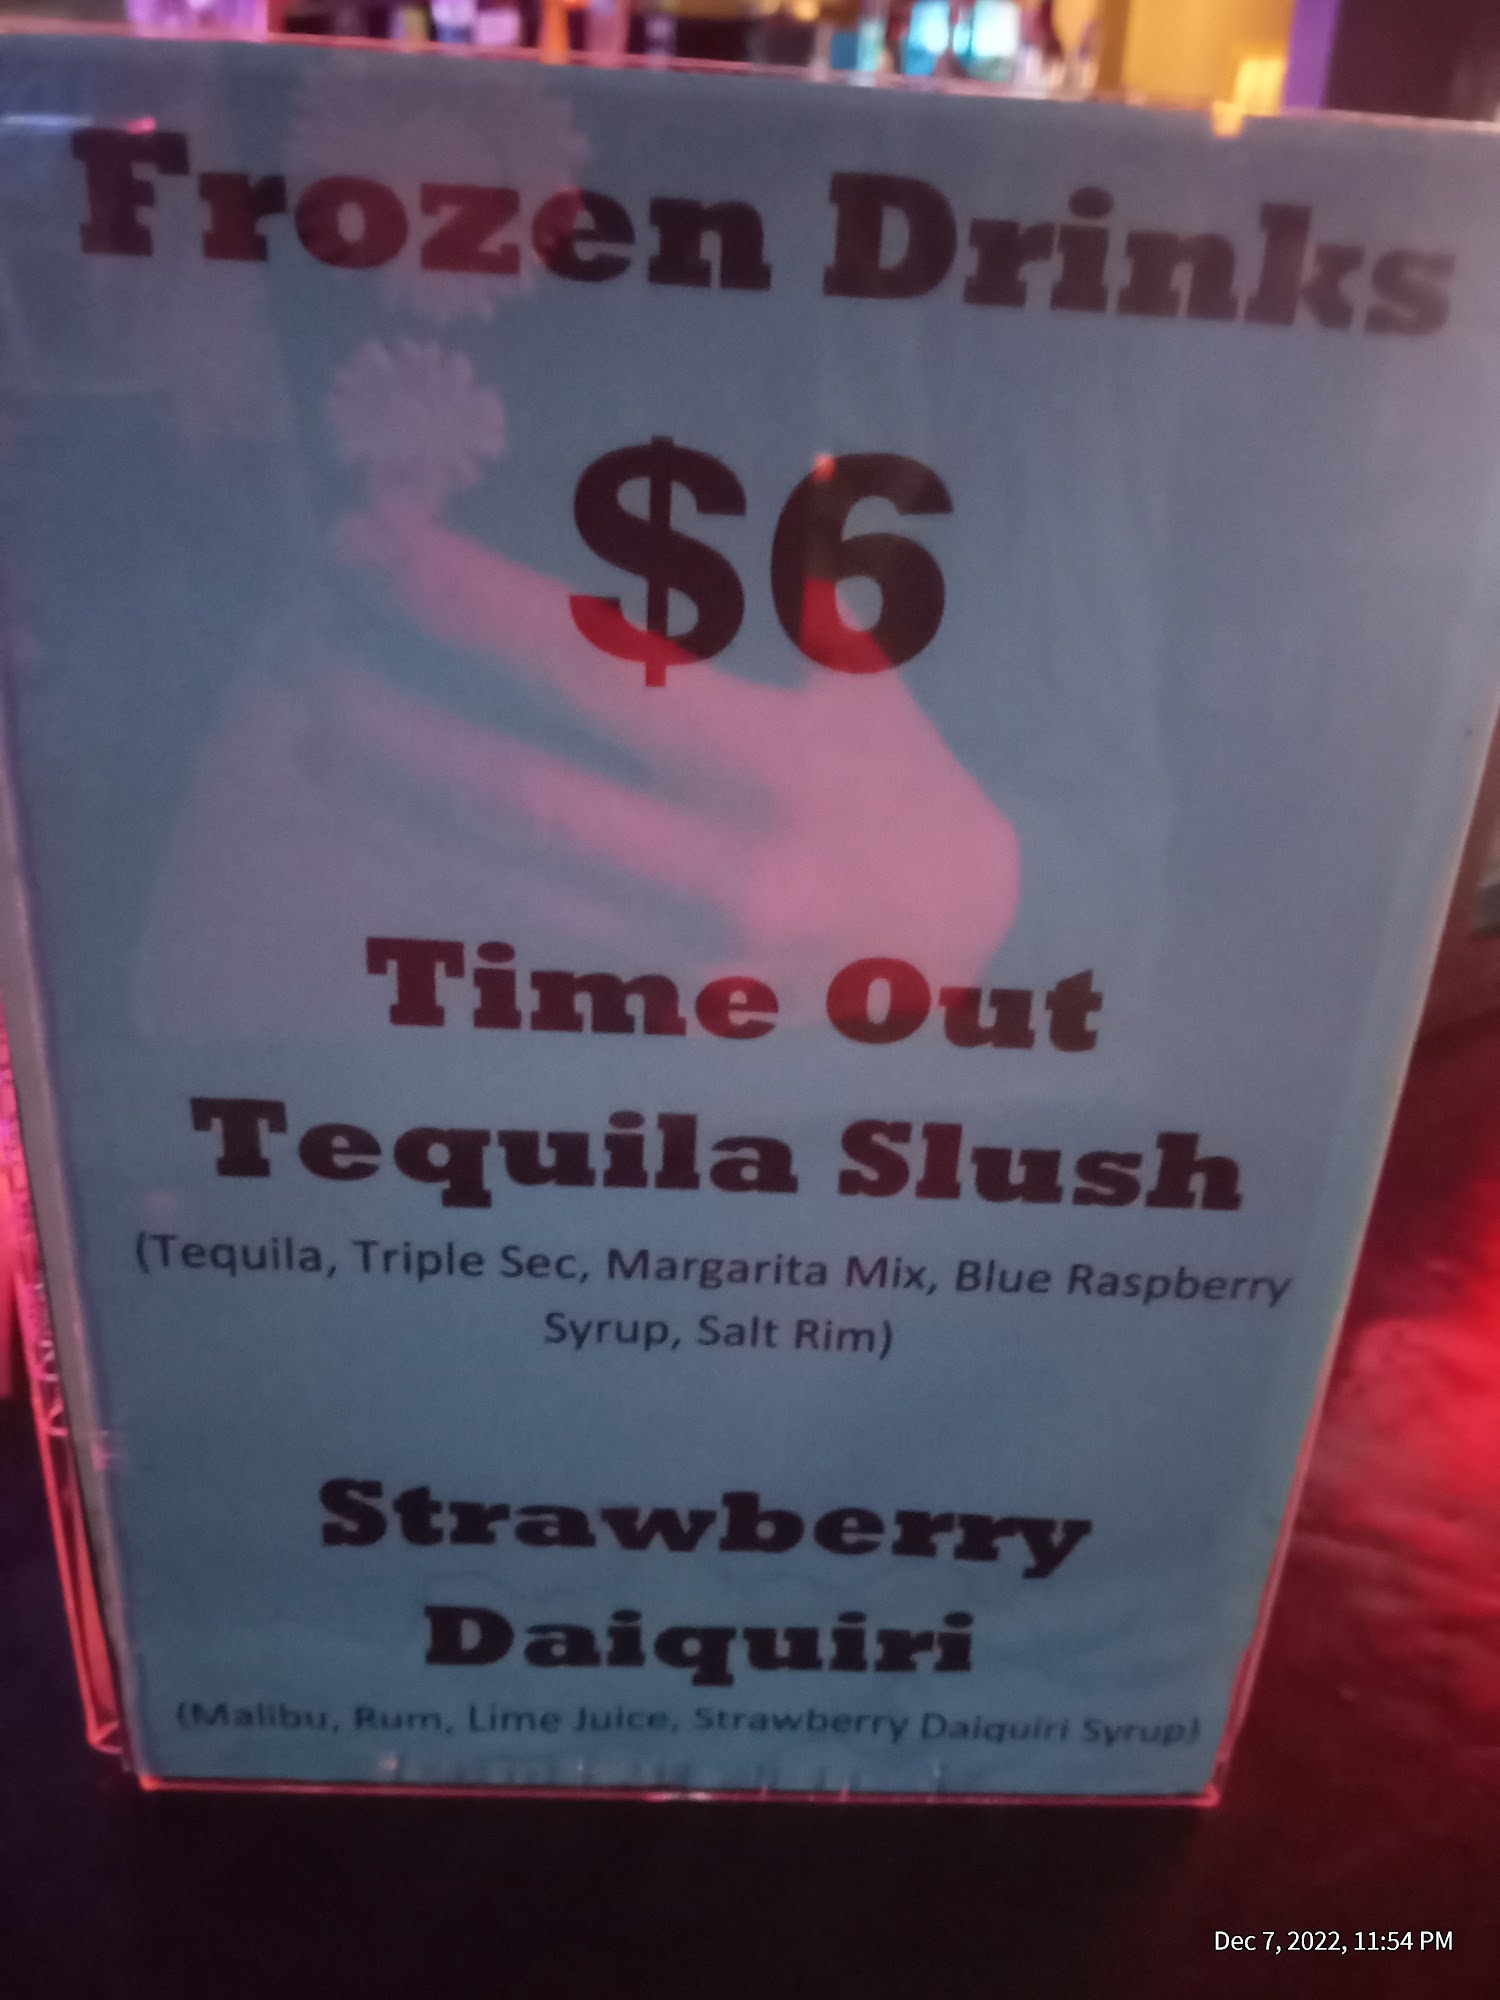 Frozen Drinks
$6
Time Out
Tequila Slush
(Tequila, Triple Sec, Margarita Mix, Blue Raspberry
Syrup, Salt Rim)
Strawberry
Daiquiri
(Malibu, Rum, Lime Juice, Strawberry Daiquiri Syrup)
Dec 7, 2022, 11:54 PM